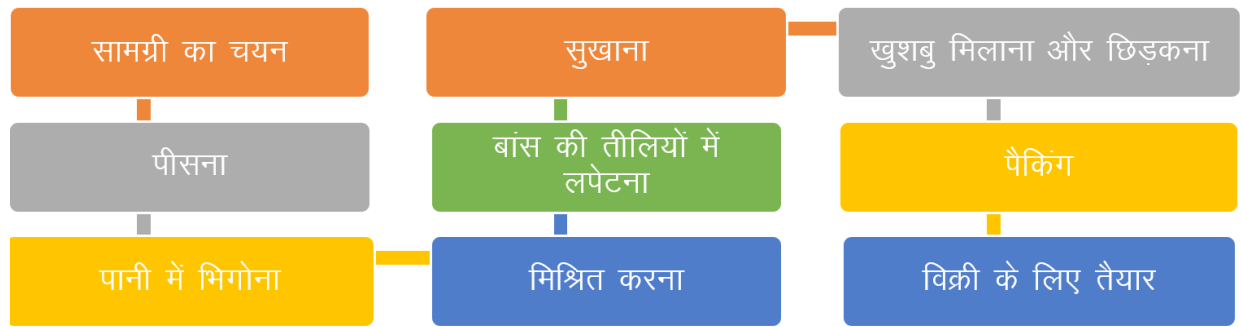 सामग्री का चयन
पीसना
पानी में भिगोना
मिश्रित करना
बांस की तीलियों में
लपेटना
सुखाना
खुशबु मिलाना और छिड़कना
पैकिंग
विक्री के लिए तैयार